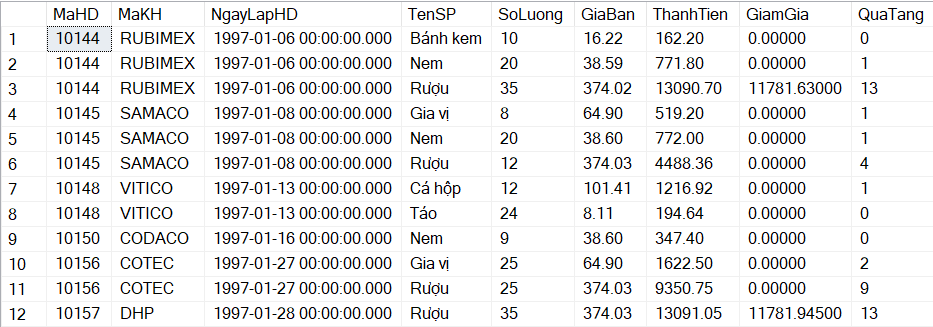 MaHD MaKH NgayLapHD TenSP SoLuong GiaBan ThanhTien GiamGia QuaTang
1 10144 RUBIMEX 1997-01-06 00:00:00.000 Bánh kem 10 16.22 162.20 0.00000 0
2 10144 RUBIMEX 1997-01-06 00:00:00.000 Nem 20 38.59 771.80 0.00000 1
3 10144 RUBIMEX 1997-01-06 00:00:00.000 Rượu 35 374.02 13090.70 11781.63000 13
4 10145 SAMACO 1997-01-08 00:00:00.000 Gia vị 8 64.90 519.20 0.00000 1
5 10145 SAMACO 1997-01-08 00:00:00.000 Nem 20 38.60 772.00 0.00000 1
6 10145 SAMACO 1997-01-08 00:00:00.000 Rượu 12 374.03 4488.36 0.00000 4
7 10148 VITICO 1997-01-13 00:00:00.000 Cá hộp 12 101.41 1216.92 0.00000 1
8 10148 VITICO 1997-01-13 00:00:00.000 Táo 24 8.11 194.64 0.00000 0
9 10150 CODACO 1997-01-16 00:00:00.000 Nem 9 38.60 347.40 0.00000 0
10 10156 COTEC 1997-01-27 00:00:00.000 Gia vị 25 64.90 1622.50 0.00000 2
11 10156 COTEC 1997-01-27 00:00:00.000 Rượu 25 374.03 9350.75 0.00000 9
12 10157 DHP 1997-01-28 00:00:00.000 Rượu 35 374.03 13091.05 11781.94500 13